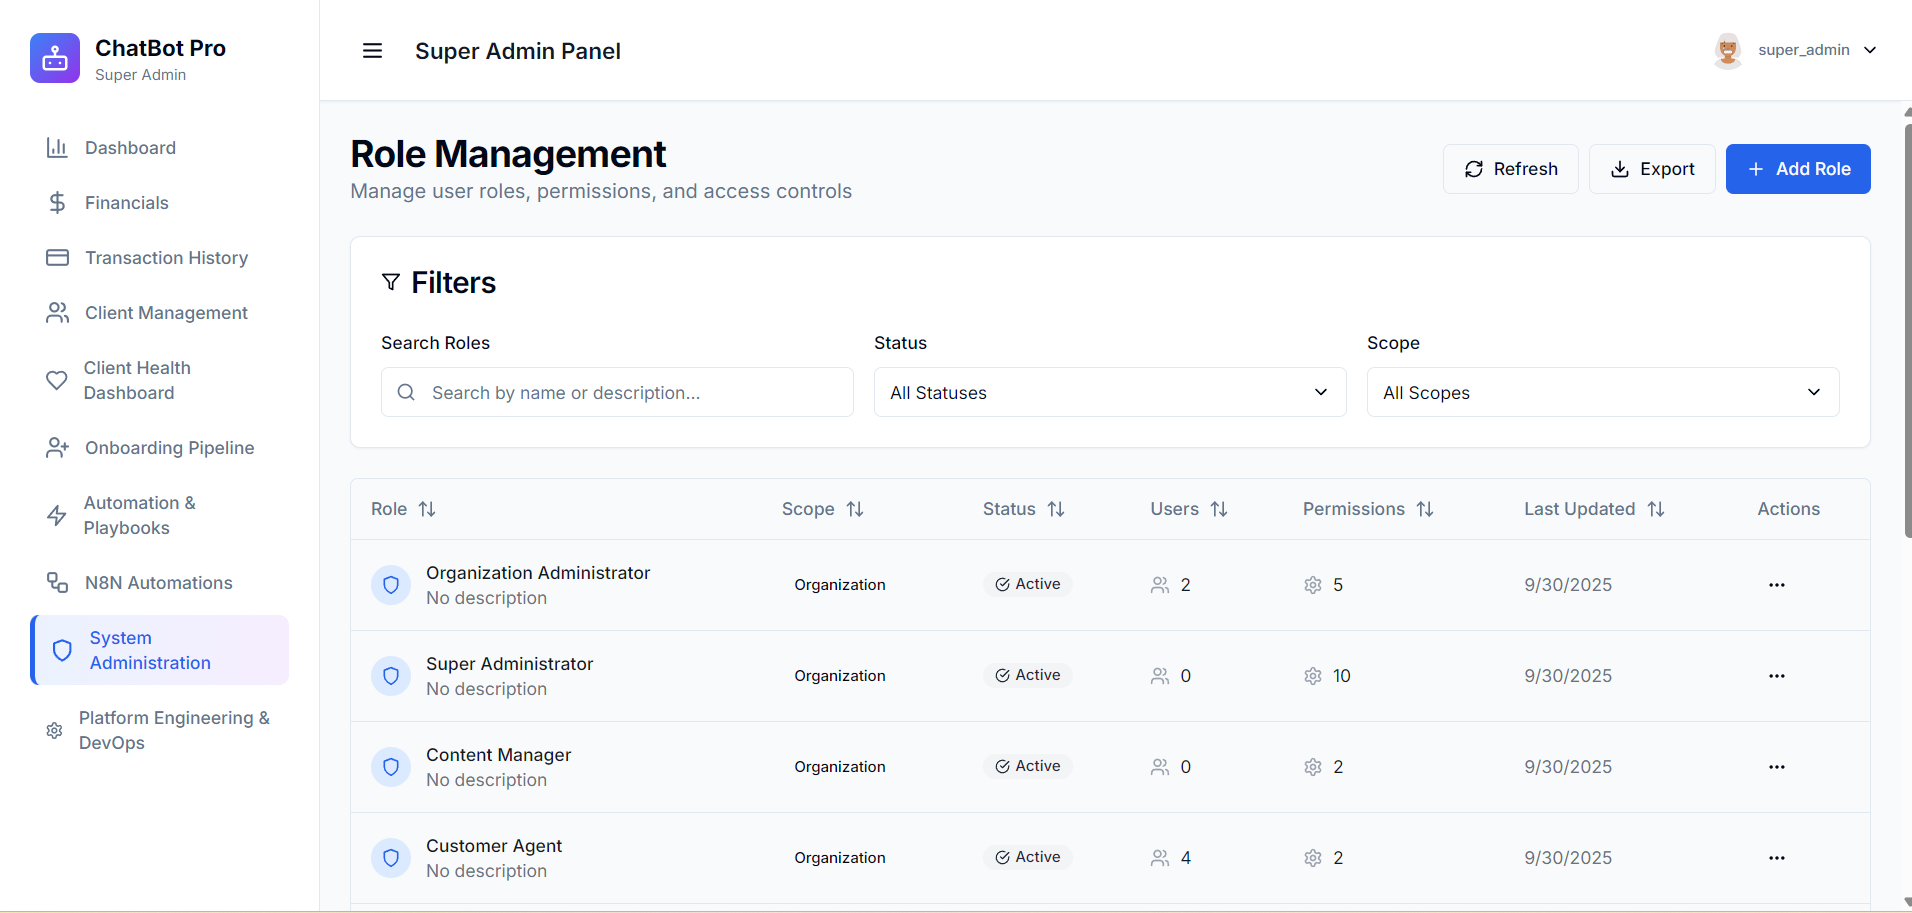 ChatBot Pro
Super Admin
Dashboard
Financials
Transaction History
Client Management
Client Health
Dashboard
Onboarding Pipeline
Automation &
Playbooks
N8N Automations
System
Administration
Platform Engineering &
DevOps
Super Admin Panel
super_admin
Role Management
Manage user roles, permissions, and access controls
Refresh
Export
Add Role
Filters
Search Roles
Status
Scope
Search by name or description...
All Statuses
All Scopes
Role Scope Status Users Permissions Last Updated Actions
Organization Administrator
No description
Organization Active 2 5 9/30/2025
Super Administrator
No description
Organization Active 0 10 9/30/2025
Content Manager
No description
Organization Active 0 2 9/30/2025
Customer Agent
No description
Organization Active 4 2 9/30/2025